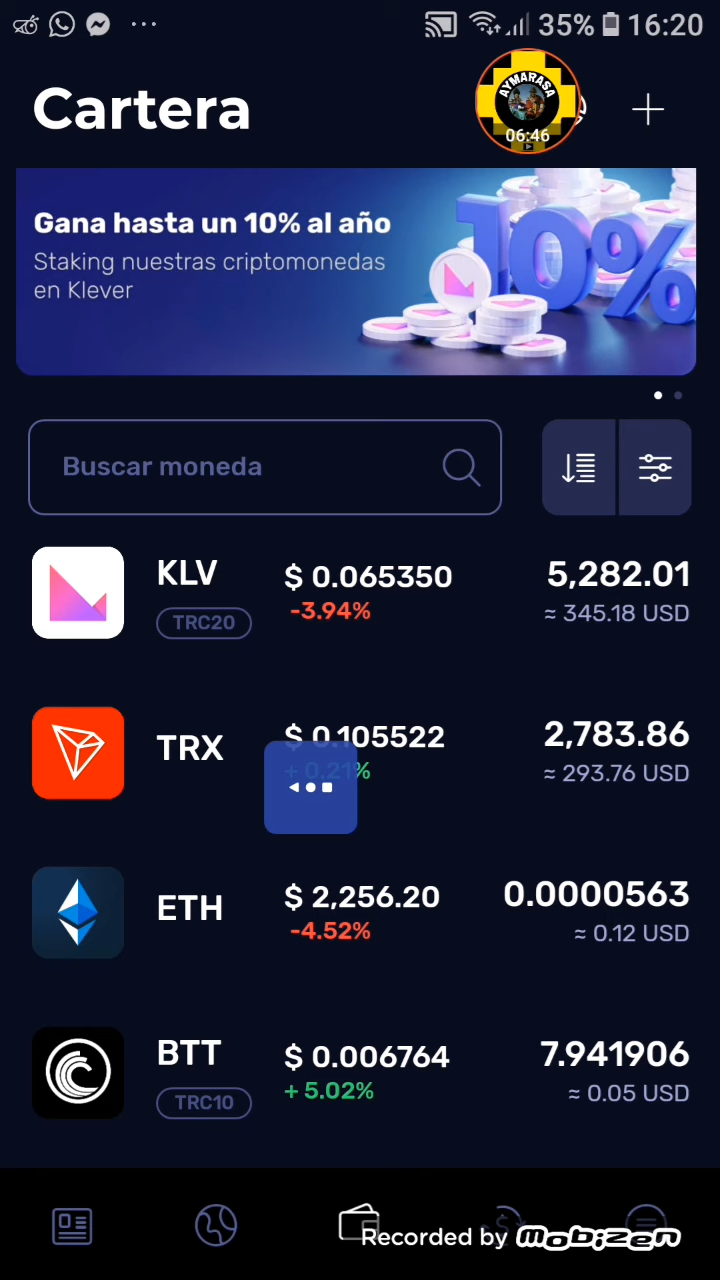 35% 16:20
Cartera
AYMARASA
06:46
Gana hasta un 10% al año
Staking nuestras criptomonedas
en Klever
10%
Buscar moneda
KLV $ 0.065350 5,282.01
TRC20 -3.94% ≈ 345.18 USD
TRX $ 0.105522 2,783.86
+ 0.21% ≈ 293.76 USD
ETH $ 2,256.20 0.0000563
-4.52% ≈ 0.12 USD
BTT $ 0.006764 7.941906
TRC10 + 5.02% ≈ 0.05 USD
Recorded by mobizen